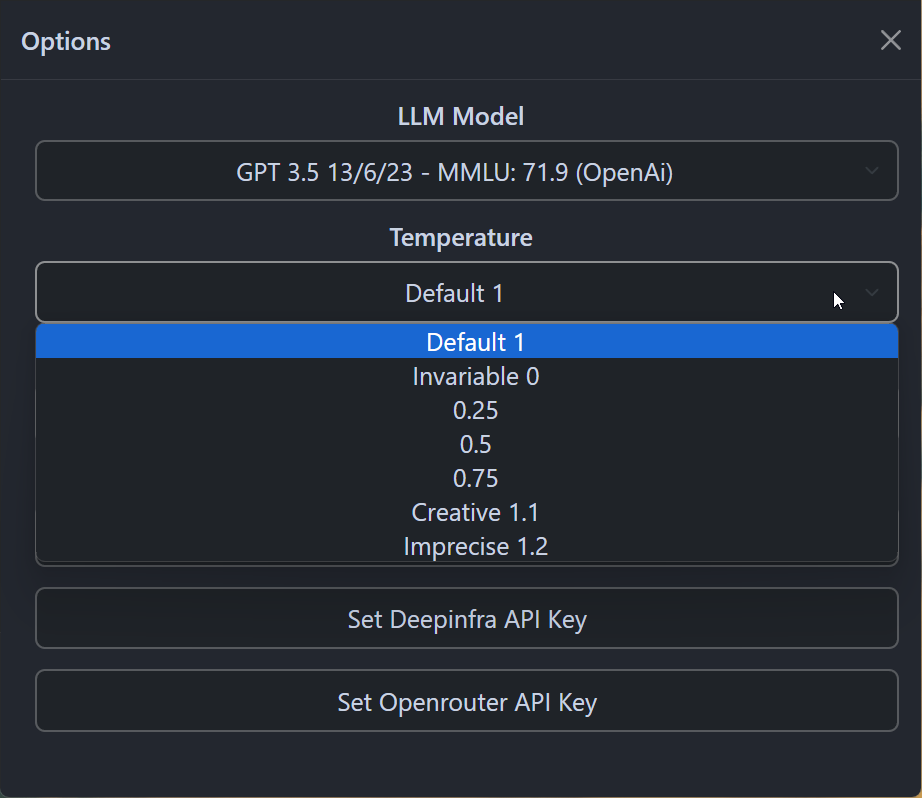 Options
LLM Model
GPT 3.5 13/6/23 - MMLU: 71.9 (OpenAi)
Temperature
Default 1
Default 1
Invariable 0
0.25
0.5
0.75
Creative 1.1
Imprecise 1.2
Set Deepinfra API Key
Set Openrouter API Key